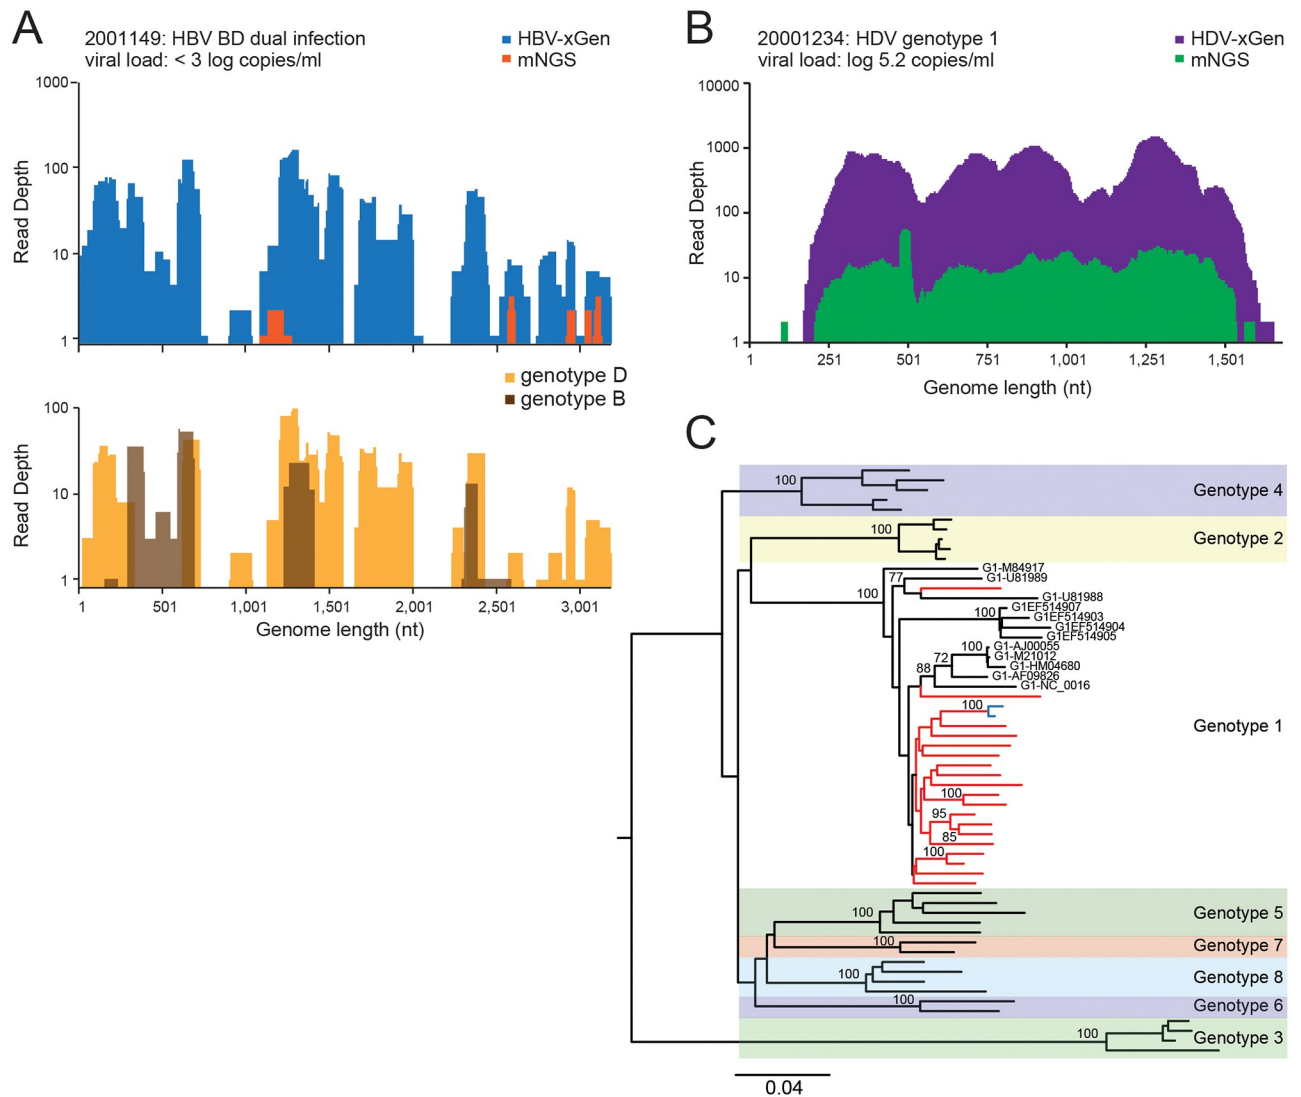 A
2001149: HBV BD dual infection
viral load: < 3 log copies/ml
HBV-xGen
mNGS
Read Depth
1000
100
10
1
genotype D
genotype B
Read Depth
100
10
1
1
501
1,001
1,501
2,001
2,501
3,001
Genome length (nt)
B
20001234: HDV genotype 1
viral load: log 5.2 copies/ml
HDV-xGen
mNGS
Read Depth
10000
1000
100
10
1
1
251
501
751
1,001
1,251
1,501
Genome length (nt)
C
100
Genotype 4
100
Genotype 2
G1-M84917
77
G1-U81989
100
G1-U81988
G1EF514907
100
G1EF514903
G1EF514904
G1EF514905
100
G1-AJ00055
72
G1-M21012
88
G1-HM04680
G1-AF09826
G1-NC_0016
100
Genotype 1
100
95
85
100
100
Genotype 5
100
Genotype 7
100
Genotype 8
100
Genotype 6
100
Genotype 3
0.04